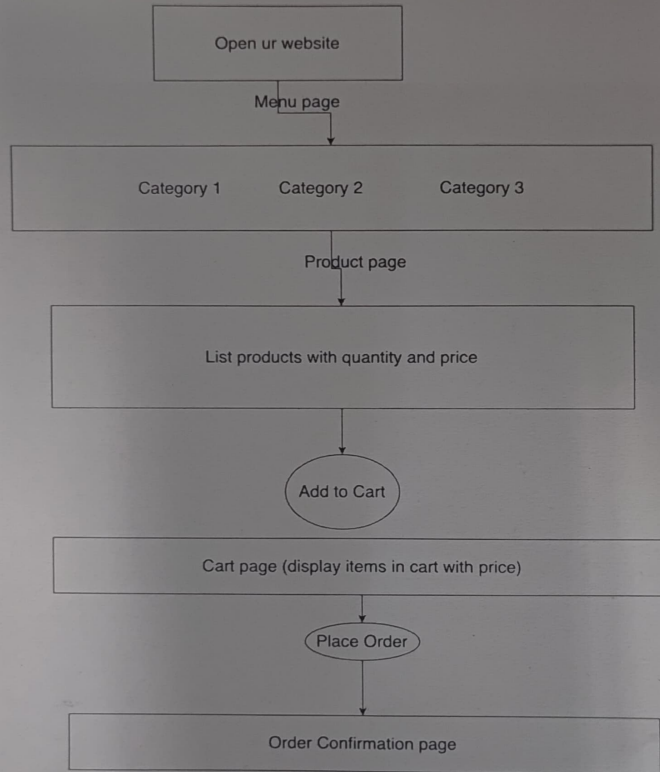 Open ur website
Menu page
Category 1 Category 2 Category 3
Product page
List products with quantity and price
Add to Cart
Cart page (display items in cart with price)
Place Order
Order Confirmation page